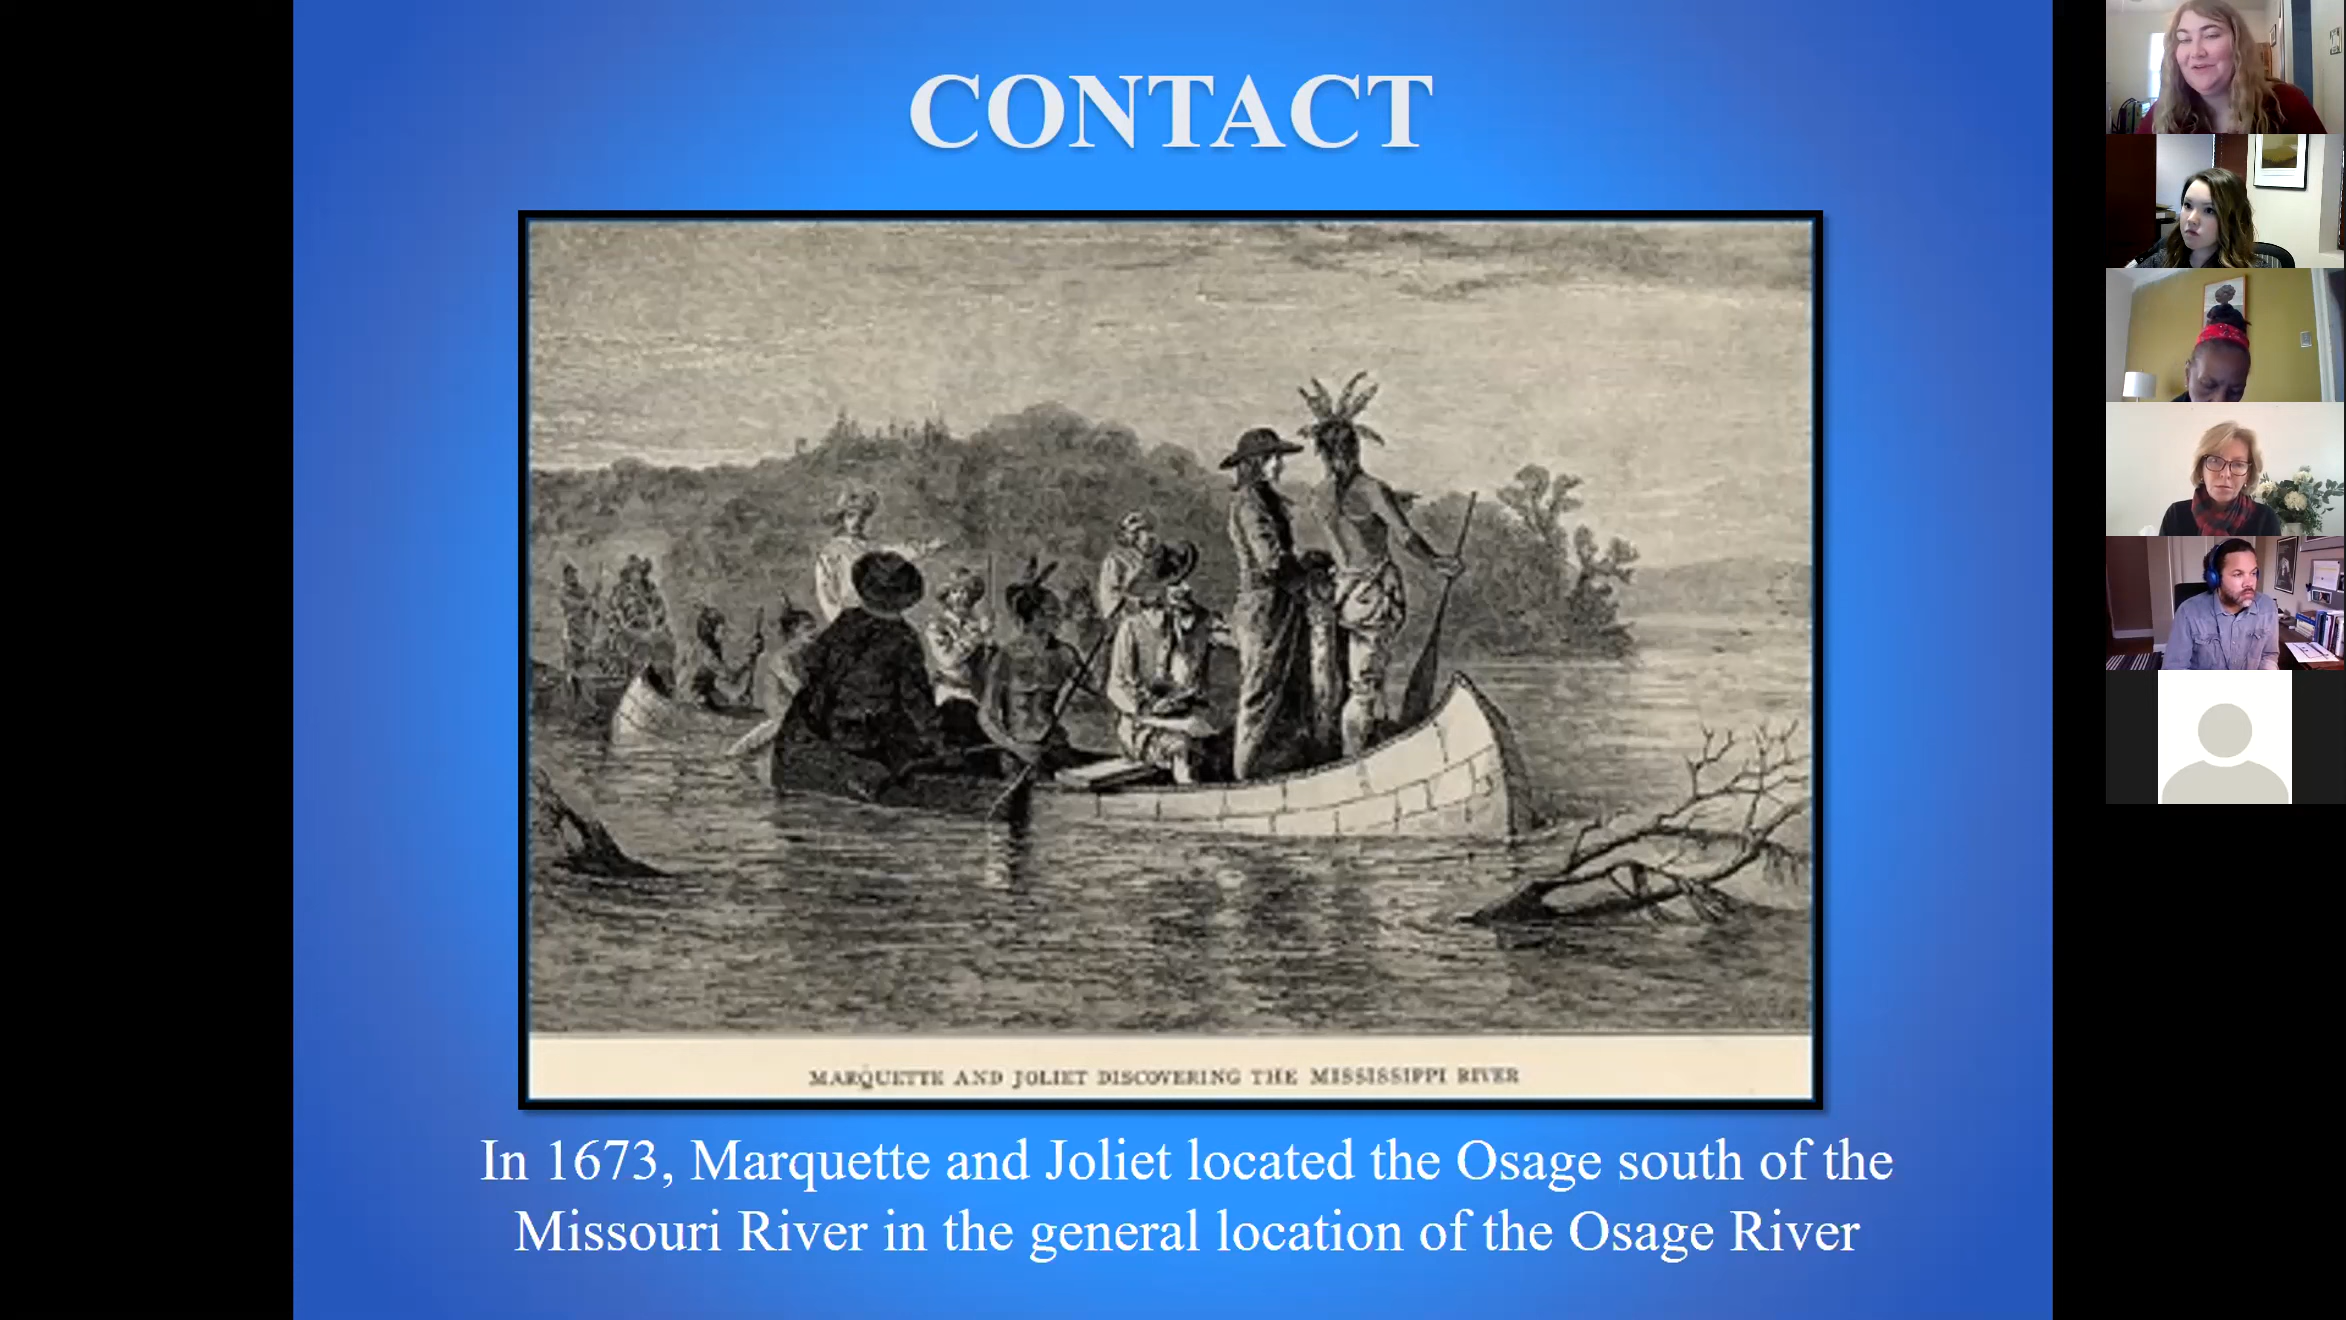 CONTACT
MARQUETTE AND JOLIET DISCOVERING THE MISSISSIPPI RIVER
In 1673, Marquette and Joliet located the Osage south of the
Missouri River in the general location of the Osage River